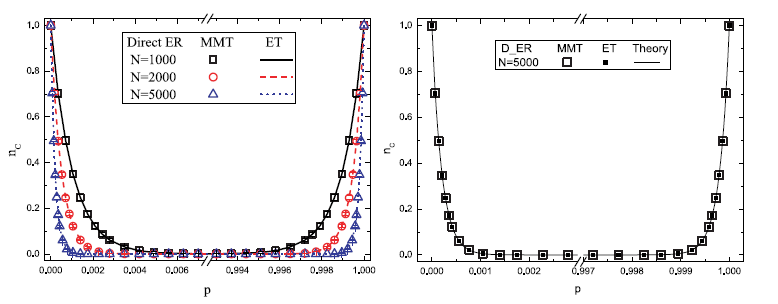 Direct ER MMT ET
N=1000
N=2000
N=5000
1.0
0.8
0.6
0.4
0.2
0.0
n_C
0.000 0.002 0.004 0.006 0.994 0.996 0.998 1.000
p
D_ER MMT ET Theory
N=5000
1.0
0.8
0.6
0.4
0.2
0.0
n_C
0.000 0.001 0.002 0.997 0.998 0.999 1.000
p